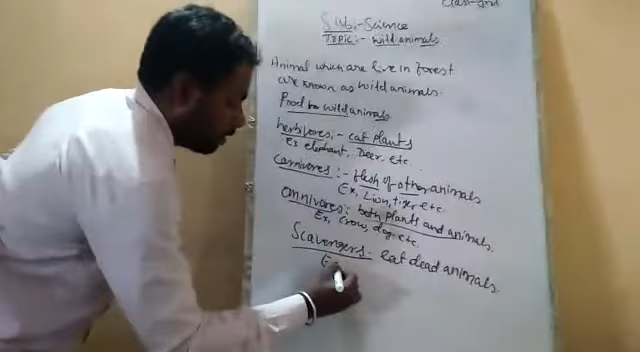 Class-3rd
Sub:-Science
Topic:- wild animals
Animal which are live in forest
are known as wild animals.
Food for wild animals
herbivores:- eat plants
Ex elephant, Deer, etc.
Carnivores:- flesh of other animals
Ex, Lion, tiger etc.
omnivores: both plants and animals.
Ex, Crow, dog, etc.
Scavengers. eat dead animals.
E